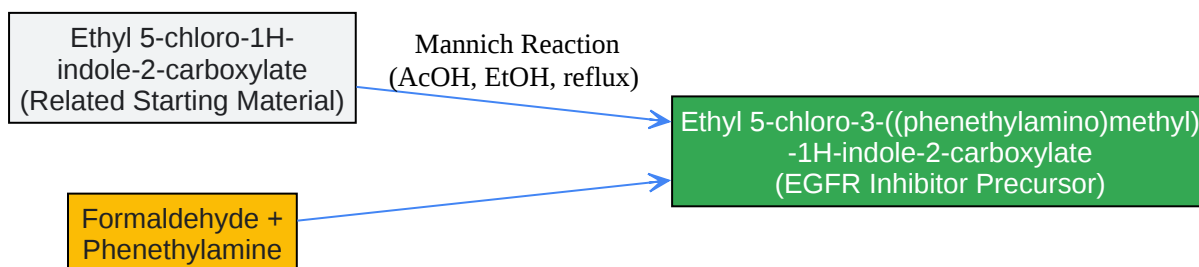 Ethyl 5-chloro-1H-
indole-2-carboxylate
(Related Starting Material)
Mannich Reaction
(AcOH, EtOH, reflux)
Ethyl 5-chloro-3-((phenethylamino)methyl)
-1H-indole-2-carboxylate
(EGFR Inhibitor Precursor)
Formaldehyde +
Phenethylamine